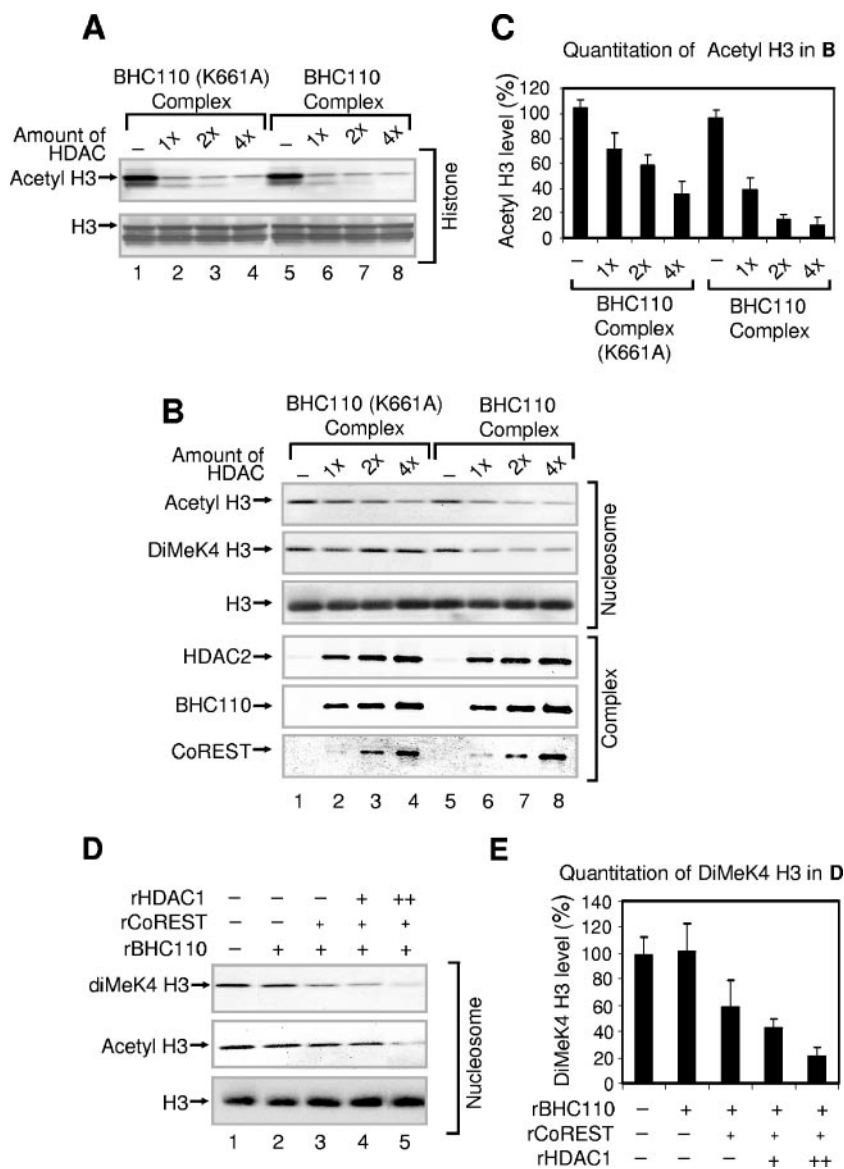 A
BHC110 (K661A)
Complex
BHC110
Complex
Amount of
HDAC
– 1x 2x 4x – 1x 2x 4x
Acetyl H3
H3
Histone
1 2 3 4 5 6 7 8
C
Quantitation of Acetyl H3 in B
Acetyl H3 level (%)
120
100
80
60
40
20
0
– 1x 2x 4x – 1x 2x 4x
BHC110
Complex
(K661A)
BHC110
Complex
B
BHC110 (K661A)
Complex
BHC110
Complex
Amount of
HDAC
– 1x 2x 4x – 1x 2x 4x
Acetyl H3
DiMeK4 H3
H3
Nucleosome
HDAC2
BHC110
CoREST
Complex
1 2 3 4 5 6 7 8
D
rHDAC1 – – – + ++
rCoREST – – + + +
rBHC110 – + + + +
diMeK4 H3
Acetyl H3
H3
Nucleosome
1 2 3 4 5
E
Quantitation of DiMeK4 H3 in D
DiMeK4 H3 level (%)
140
120
100
80
60
40
20
0
rBHC110 – + + + +
rCoREST – – + + +
rHDAC1 – – – + ++